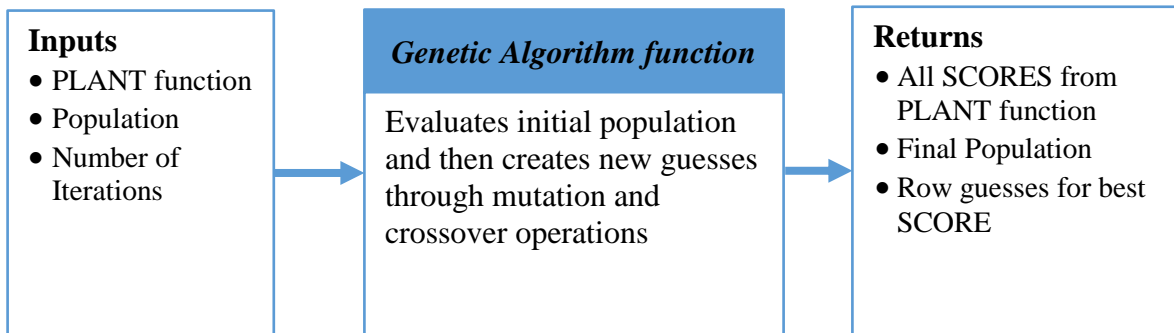 Inputs
• PLANT function
• Population
• Number of
Iterations
Genetic Algorithm function
Evaluates initial population
and then creates new guesses
through mutation and
crossover operations
Returns
• All SCORES from
PLANT function
• Final Population
• Row guesses for best
SCORE